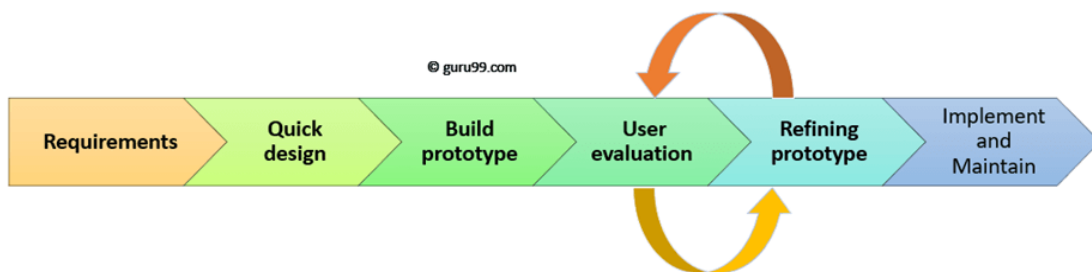 © guru99.com
Requirements
Quick
design
Build
prototype
User
evaluation
Refining
prototype
Implement
and
Maintain